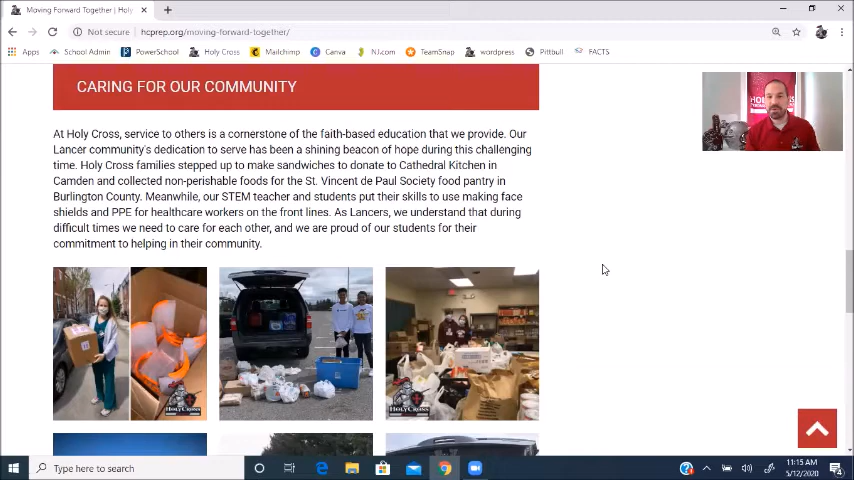 Moving Forward Together | Holy
Not secure
hcprep.org/moving-forward-together/
Apps
School Admin
PowerSchool
Holy Cross
Mailchimp
Canva
NJ.com
TeamSnap
wordpress
Pitbull
FACTS
CARING FOR OUR COMMUNITY
At Holy Cross, service to others is a cornerstone of the faith-based education that we provide. Our
Lancer community's dedication to serve has been a shining beacon of hope during this challenging
time. Holy Cross families stepped up to make sandwiches to donate to Cathedral Kitchen in
Camden and collected non-perishable foods for the St. Vincent de Paul Society food pantry in
Burlington County. Meanwhile, our STEM teacher and students put their skills to use making face
shields and PPE for healthcare workers on the front lines. As Lancers, we understand that during
difficult times we need to care for each other, and we are proud of our students for their
commitment to helping in their community.
HOLY CROSS
HOLY CROSS
Type here to search
11:15 AM
5/12/2020
4